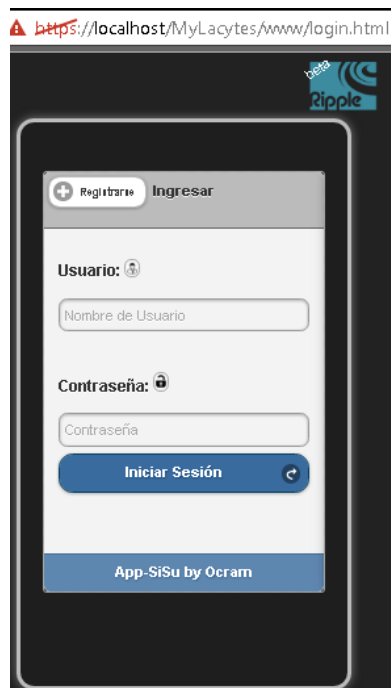 https://localhost/MyLacytes/www/login.html
beta
Ripple
Registrarse Ingresar
Usuario:
Nombre de Usuario
Contraseña:
Contraseña
Iniciar Sesión
App-SiSu by Ocram